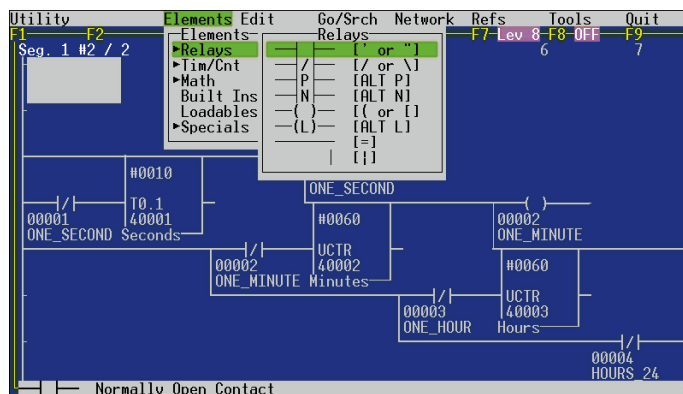 Utility Elements Edit Go/Srch Network Refs Tools Quit
F1 F2 Elements Relays F7 Lev 8 F8 OFF F9
Seg. 1 #2 / 2 ►Relays [' or "] 6 7
►Tim/Cnt / [/ or \]
►Math P [ALT P]
Built Ins N [ALT N]
Loadables ( ) [( or []
►Specials (L) [ALT L]
[=]
| [¦]
#0010
ONE_SECOND
/ T0.1 ( )
00001 40001 #0060 00002
ONE_SECOND Seconds ONE_MINUTE
/ UCTR
00002 40002 #0060
ONE_MINUTE Minutes
/ UCTR
00003 40003
ONE_HOUR Hours
/
00004
HOURS_24
Normally Open Contact